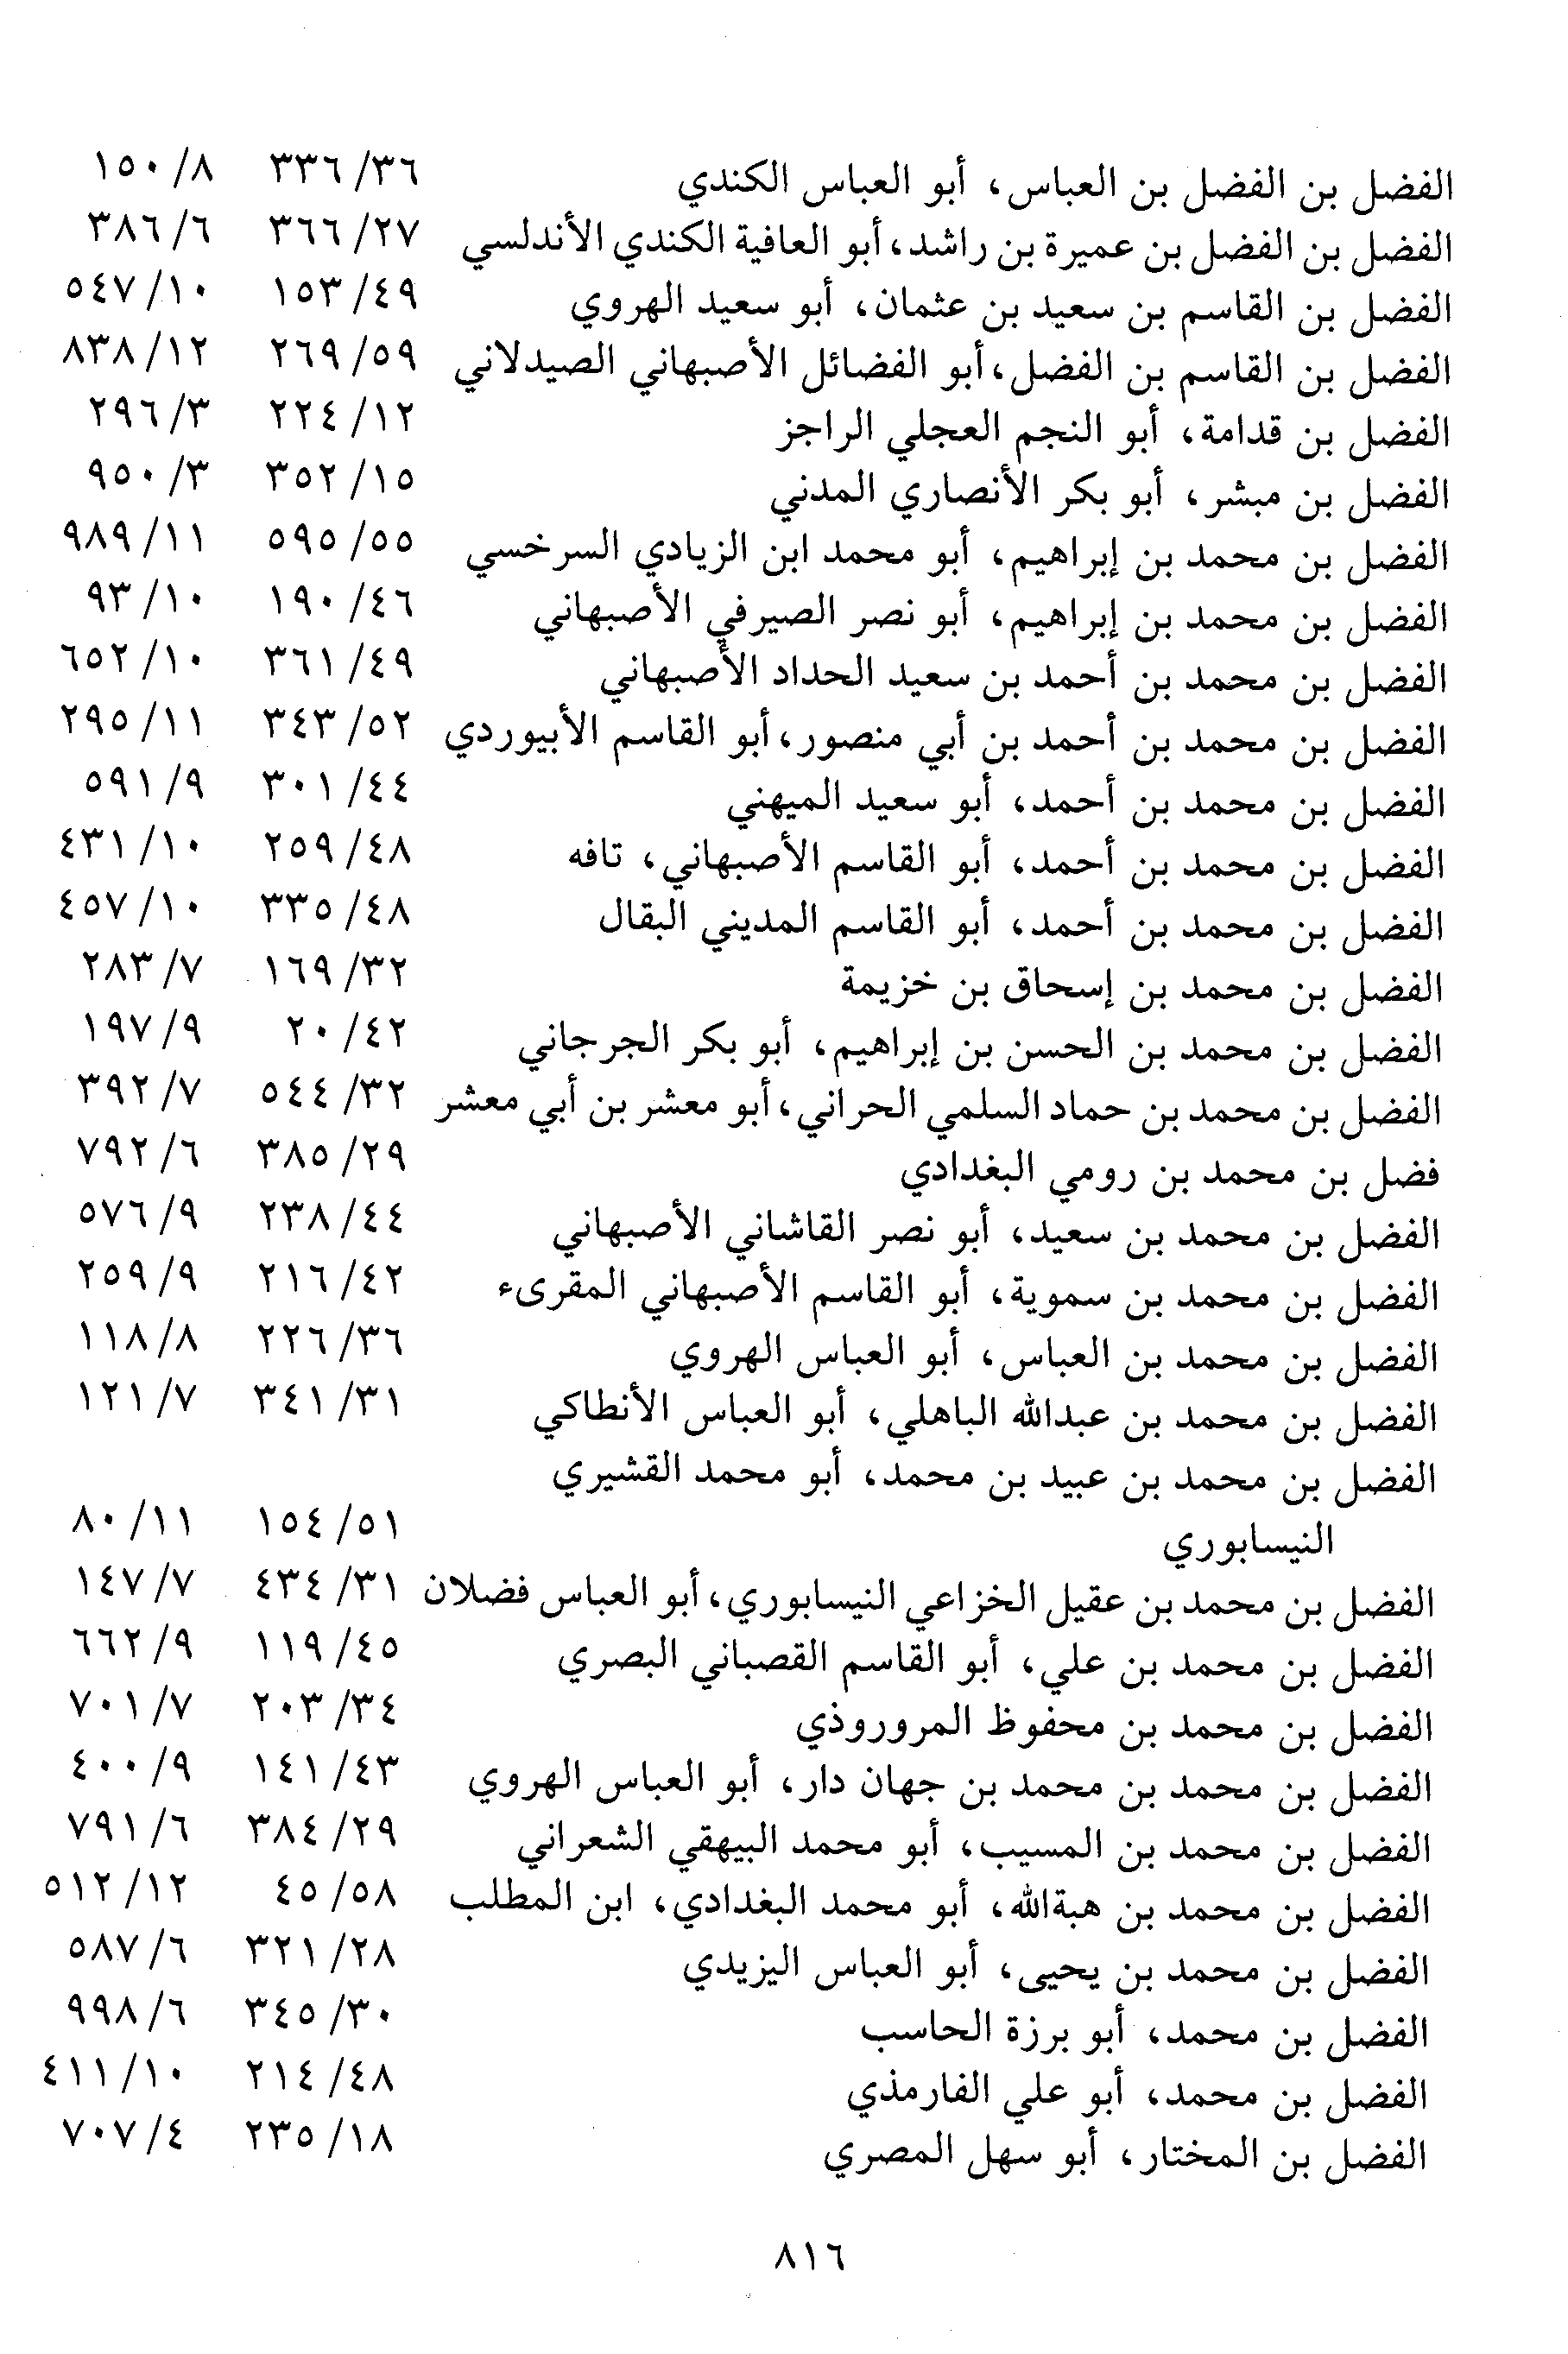 الفضل بن الفضل بن العباس، أبو العباس الكندي ٣٦/ ٣٣٦ ٨/ ١٥٠
الفضل بن الفضل بن عميرة بن راشد، أبو العافية الكندي الأندلسي ٢٧/ ٣٦٦ ٦/ ٣٨٦
الفضل بن القاسم بن سعيد بن عثمان، أبو سعيد الهروي ٤٩/ ١٥٣ ١٠/ ٥٤٧
الفضل بن القاسم بن الفضل، أبو الفضائل الأصبهاني الصيدلاني ٥٩/ ٢٦٩ ١٢/ ٨٣٨
الفضل بن قدامة، أبو النجم العجلي الراجز ١٢/ ٢٢٤ ٣/ ٢٩٦
الفضل بن مبشر، أبو بكر الأنصاري المدني ١٥/ ٣٥٢ ٣/ ٩٥٠
الفضل بن محمد بن إبراهيم، أبو محمد ابن الزيادي السرخسي ٥٥/ ٥٩٥ ١١/ ٩٨٩
الفضل بن محمد بن إبراهيم، أبو نصر الصيرفي الأصبهاني ٤٦/ ١٩٠ ١٠/ ٩٣
الفضل بن محمد بن أحمد بن سعيد الحداد الأصبهاني ٤٩/ ٣٦١ ١٠/ ٦٥٢
الفضل بن محمد بن أحمد بن أبي منصور، أبو القاسم الأبيوردي ٥٢/ ٣٤٣ ١١/ ٢٩٥
الفضل بن محمد بن أحمد، أبو سعيد الميهني ٤٤/ ٣٠١ ٩/ ٥٩١
الفضل بن محمد بن أحمد، أبو القاسم الأصبهاني، تافه ٤٨/ ٢٥٩ ١٠/ ٤٣١
الفضل بن محمد بن أحمد، أبو القاسم المديني البقال ٤٨/ ٣٣٥ ١٠/ ٤٥٧
الفضل بن محمد بن إسحاق بن خزيمة ٣٢/ ١٦٩ ٧/ ٢٨٣
الفضل بن محمد بن الحسن بن إبراهيم، أبو بكر الجرجاني ٤٢/ ٢٠ ٩/ ١٩٧
الفضل بن محمد بن حماد السلمي الحراني، أبو معشر بن أبي معشر ٣٢/ ٥٤٤ ٧/ ٣٩٢
فضل بن محمد بن رومي البغدادي ٢٩/ ٣٨٥ ٦/ ٧٩٢
الفضل بن محمد بن سعيد، أبو نصر القاشاني الأصبهاني ٤٤/ ٢٣٨ ٩/ ٥٧٦
الفضل بن محمد بن سموية، أبو القاسم الأصبهاني المقرىء ٤٢/ ٢١٦ ٩/ ٢٥٩
الفضل بن محمد بن العباس، أبو العباس الهروي ٣٦/ ٢٢٦ ٨/ ١١٨
الفضل بن محمد بن عبدالله الباهلي، أبو العباس الأنطاكي ٣١/ ٣٤١ ٧/ ١٢١
الفضل بن محمد بن عبيد بن محمد، أبو محمد القشيري
النيسابوري ٥١/ ١٥٤ ١١/ ٨٠
الفضل بن محمد بن عقيل الخزاعي النيسابوري، أبو العباس فضلان ٣١/ ٤٣٤ ٧/ ١٤٧
الفضل بن محمد بن علي، أبو القاسم القصباني البصري ٤٥/ ١١٩ ٩/ ٦٦٢
الفضل بن محمد بن محفوظ المروروذي ٣٤/ ٢٠٣ ٧/ ٧٠١
الفضل بن محمد بن محمد بن جهان دار، أبو العباس الهروي ٤٣/ ١٤١ ٩/ ٤٠٠
الفضل بن محمد بن المسيب، أبو محمد البيهقي الشعراني ٢٩/ ٣٨٤ ٦/ ٧٩١
الفضل بن محمد بن هبةالله، أبو محمد البغدادي، ابن المطلب ٥٨/ ٤٥ ١٢/ ٥١٢
الفضل بن محمد بن يحيى، أبو العباس اليزيدي ٢٨/ ٣٢١ ٦/ ٥٨٧
الفضل بن محمد، أبو برزة الحاسب ٣٠/ ٣٤٥ ٦/ ٩٩٨
الفضل بن محمد، أبو علي الفارمذي ٤٨/ ٢١٤ ١٠/ ٤١١
الفضل بن المختار، أبو سهل المصري ١٨/ ٢٣٥ ٤/ ٧٠٧
٨١٦